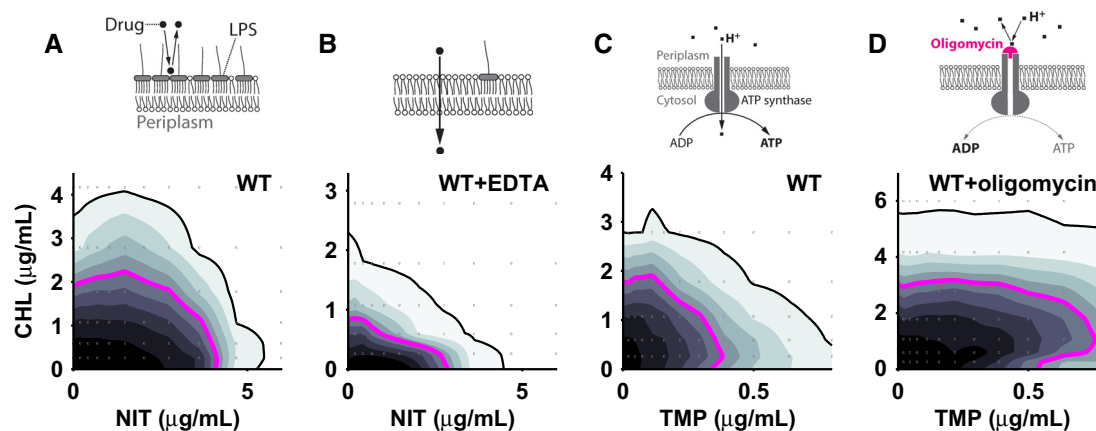 A
Drug
LPS
Periplasm
B
C
H+
Periplasm
Cytosol
ATP synthase
ADP
ATP
D
H+
Oligomycin
ADP
ATP
CHL (µg/mL)
4
3
2
1
0
WT
0
5
NIT (µg/mL)
3
2
1
0
WT+EDTA
0
5
NIT (µg/mL)
4
3
2
1
0
WT
0
0.5
TMP (µg/mL)
6
4
2
0
WT+oligomycin
0
0.5
TMP (µg/mL)